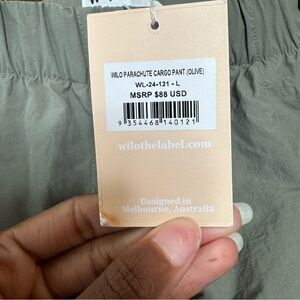 WILO PARACHUTE CARGO PANT (OLIVE)
WL-24-121 - L
MSRP $88 USD
9 354468 140121
wilothelabel.com
Designed in
Melbourne, Australia